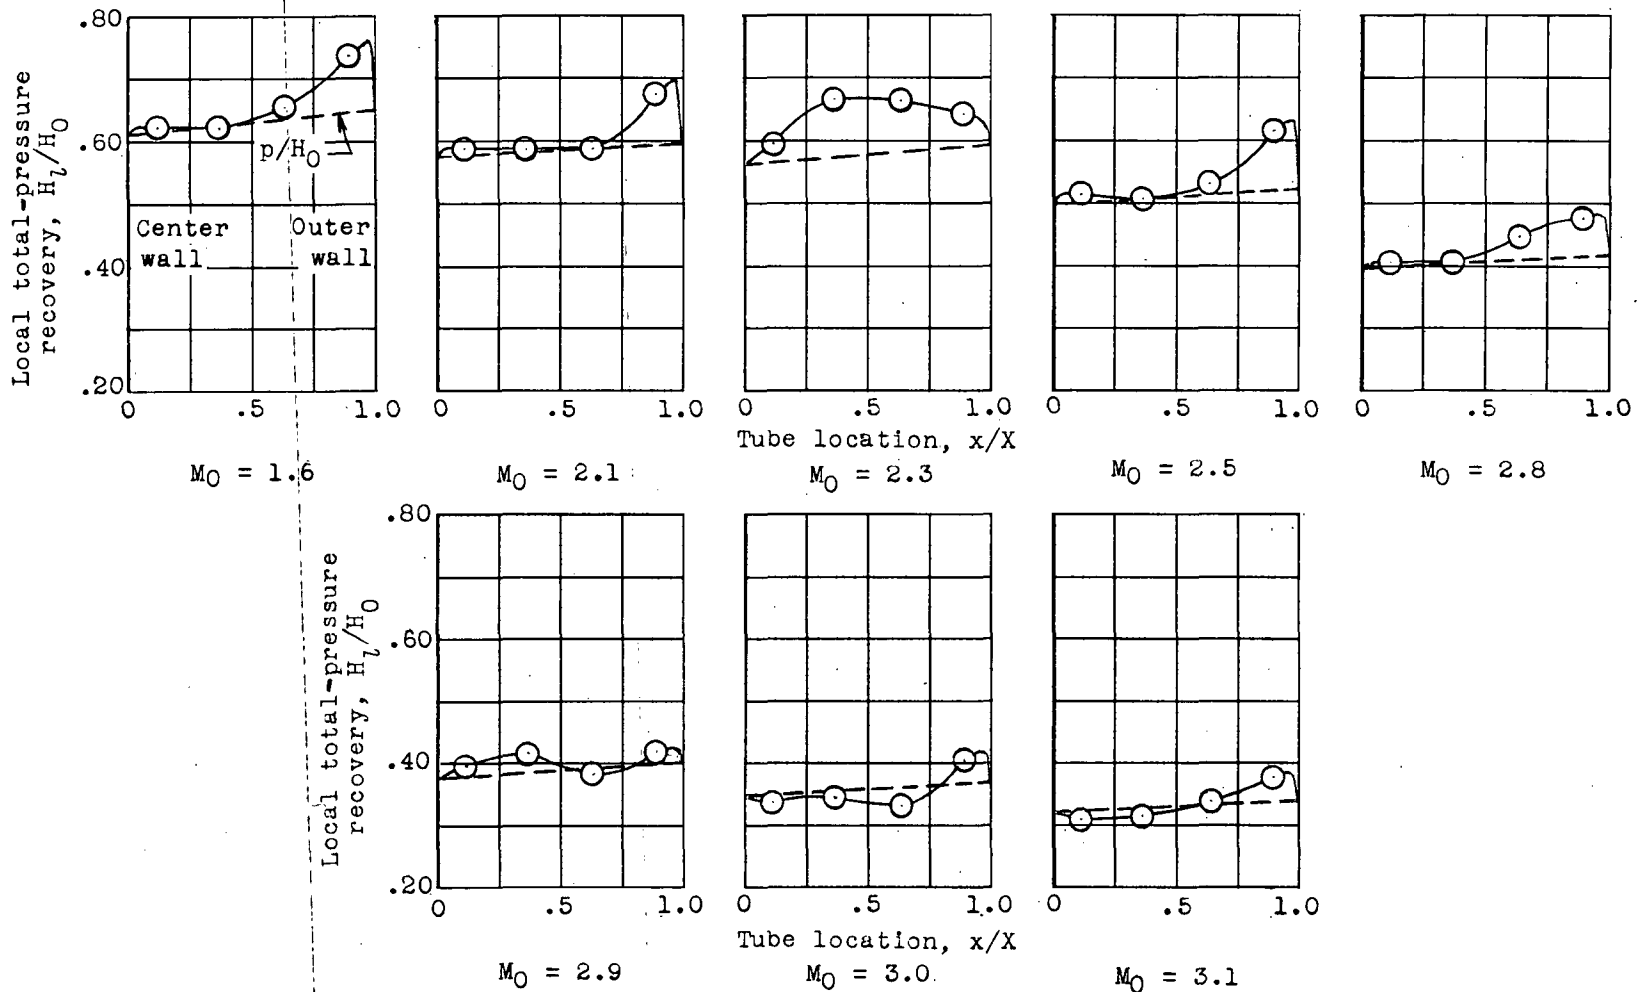 Local total-pressure
recovery, H_l/H_0
.80
.60
.40
.20
p/H_0
Center
wall
Outer
wall
0 .5 1.0
0 .5 1.0
0 .5 1.0
0 .5 1.0
0 .5 1.0
Tube location, x/X
M_0 = 1.6
M_0 = 2.1
M_0 = 2.3
M_0 = 2.5
M_0 = 2.8
Local total-pressure
recovery, H_l/H_0
.80
.60
.40
.20
0 .5 1.0
0 .5 1.0
0 .5 1.0
Tube location, x/X
M_0 = 2.9
M_0 = 3.0
M_0 = 3.1